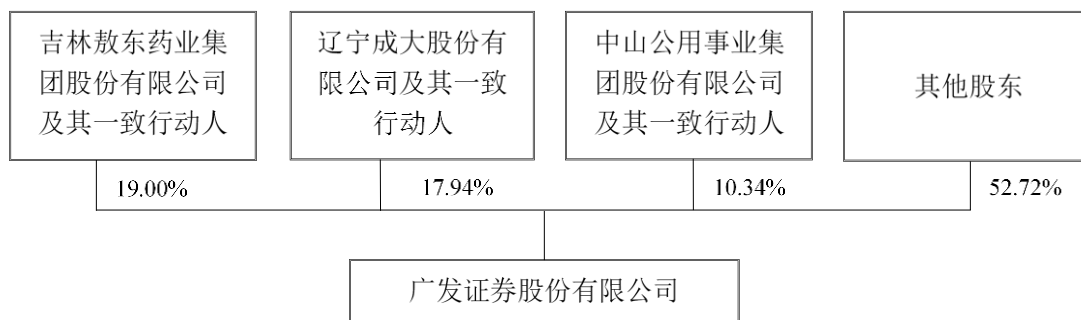 吉林敖东药业集
团股份有限公司
及其一致行动人
辽宁成大股份有
限公司及其一致
行动人
中山公用事业集
团股份有限公司
及其一致行动人
其他股东
19.00%
17.94%
10.34%
52.72%
广发证券股份有限公司